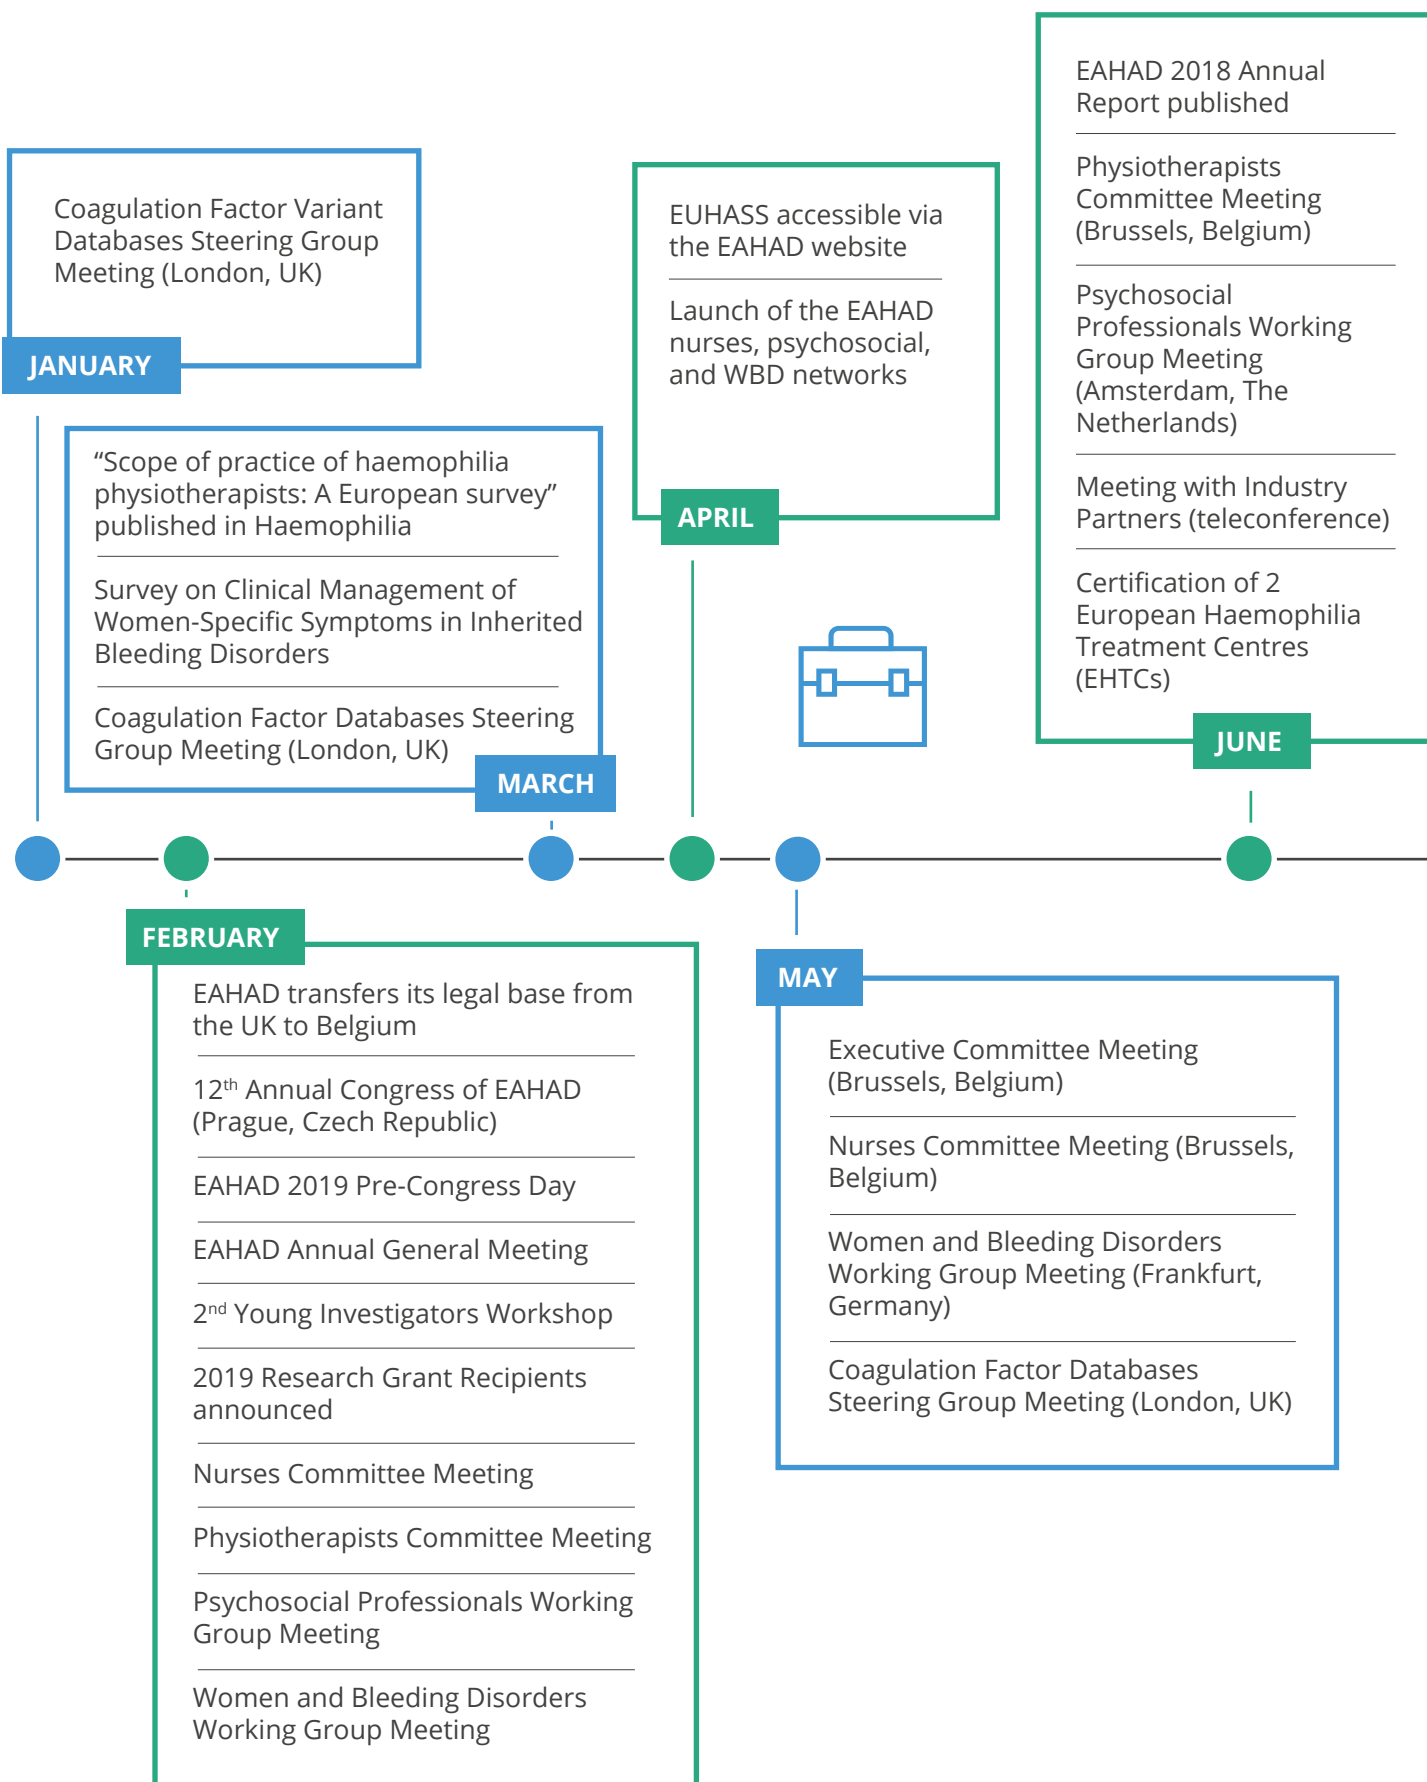 Coagulation Factor Variant
Databases Steering Group
Meeting (London, UK)
JANUARY
“Scope of practice of haemophilia
physiotherapists: A European survey”
published in Haemophilia
Survey on Clinical Management of
Women-Specific Symptoms in Inherited
Bleeding Disorders
Coagulation Factor Databases Steering
Group Meeting (London, UK)
MARCH
EUHASS accessible via
the EAHAD website
Launch of the EAHAD
nurses, psychosocial,
and WBD networks
APRIL
EAHAD 2018 Annual
Report published
Physiotherapists
Committee Meeting
(Brussels, Belgium)
Psychosocial
Professionals Working
Group Meeting
(Amsterdam, The
Netherlands)
Meeting with Industry
Partners (teleconference)
Certification of 2
European Haemophilia
Treatment Centres
(EHTCs)
JUNE
FEBRUARY
EAHAD transfers its legal base from
the UK to Belgium
12th Annual Congress of EAHAD
(Prague, Czech Republic)
EAHAD 2019 Pre-Congress Day
EAHAD Annual General Meeting
2nd Young Investigators Workshop
2019 Research Grant Recipients
announced
Nurses Committee Meeting
Physiotherapists Committee Meeting
Psychosocial Professionals Working
Group Meeting
Women and Bleeding Disorders
Working Group Meeting
MAY
Executive Committee Meeting
(Brussels, Belgium)
Nurses Committee Meeting (Brussels,
Belgium)
Women and Bleeding Disorders
Working Group Meeting (Frankfurt,
Germany)
Coagulation Factor Databases
Steering Group Meeting (London, UK)